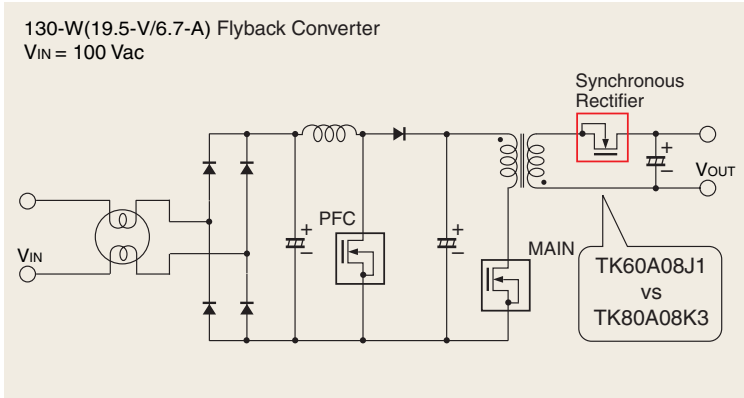 130-W(19.5-V/6.7-A) Flyback Converter
VIN = 100 Vac
Synchronous
Rectifier
+
−
VOUT
PFC
+
−
+
−
MAIN
VIN
TK60A08J1
vs
TK80A08K3